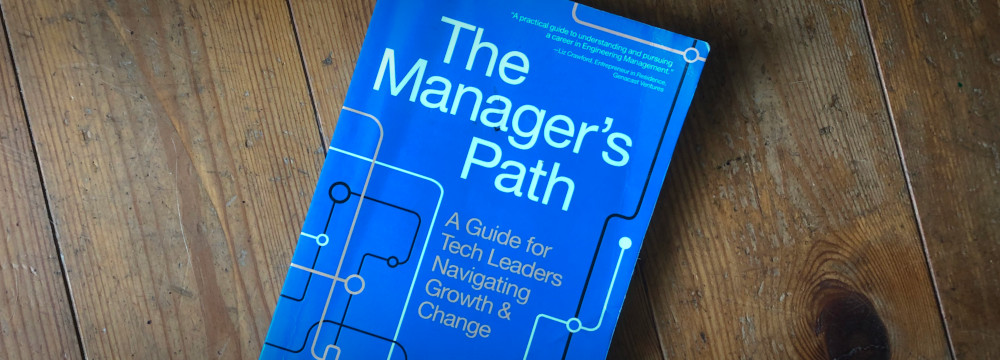 "A practical guide to understanding and pursuing
a career in Engineering Management."
—Liz Crawford, Entrepreneur in Residence,
Genacast Ventures
The
Manager's
Path
A Guide for
Tech Leaders
Navigating
Growth &
Change